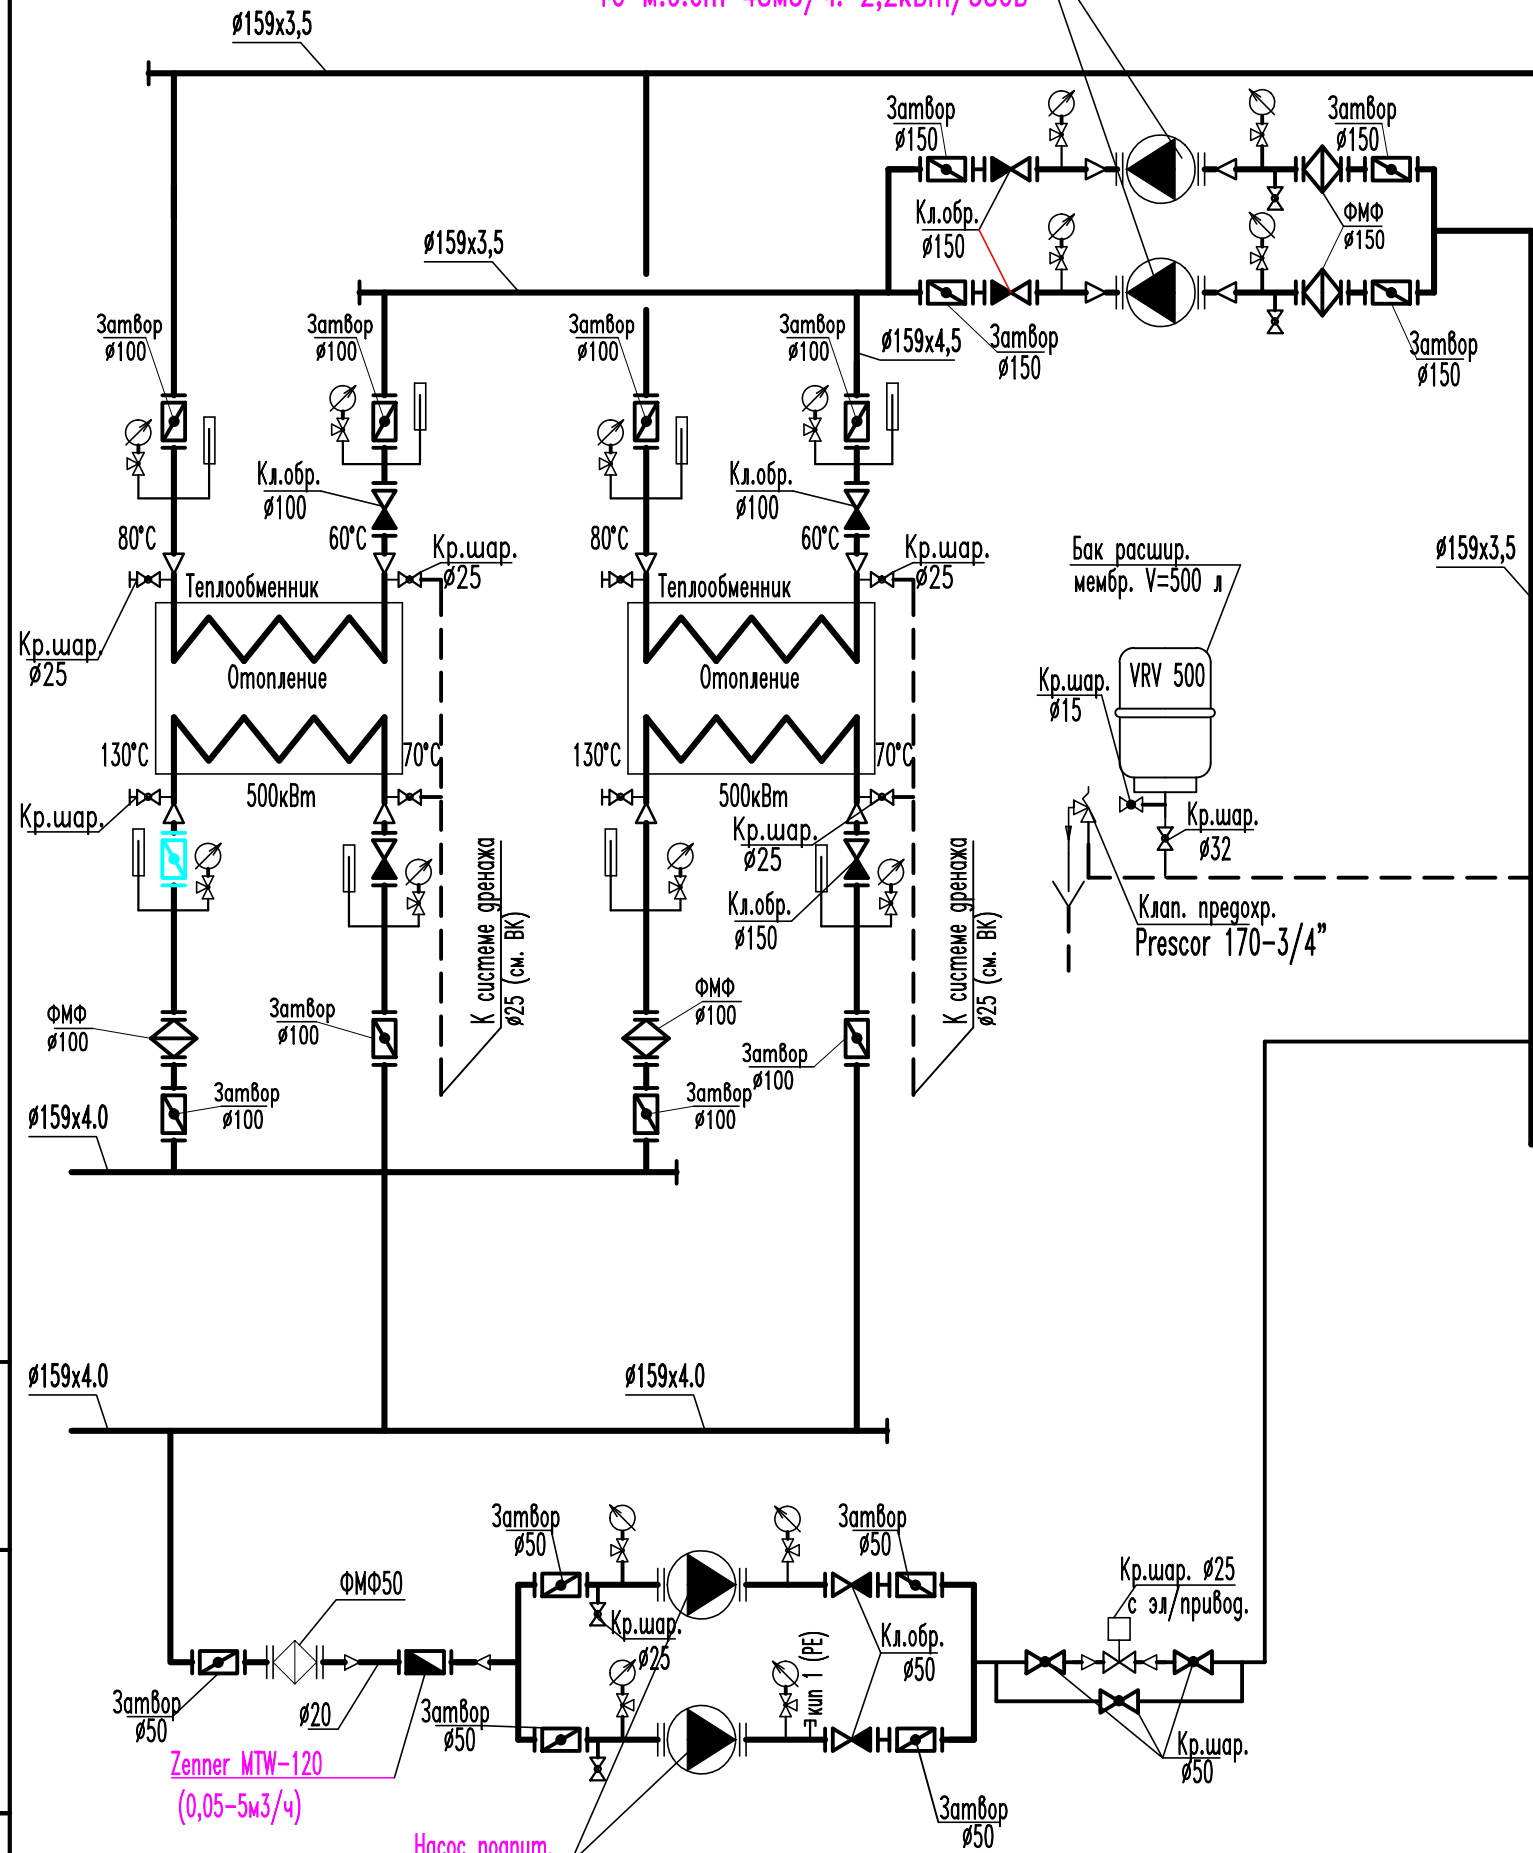 ø159x3,5
Затвор
ø150
Затвор
ø150
Кл.обр.
ø150
ФМФ
ø150
ø159x3,5
Затвор
ø100
Затвор
ø100
Затвор
ø100
Затвор
ø100
ø159x4,5
Затвор
ø150
Затвор
ø150
Кл.обр.
ø100
Кл.обр.
ø100
80°C
60°C
Кр.шар.
ø25
80°C
60°C
Кр.шар.
ø25
Бак расшир.
мембр. V=500 л
ø159x3,5
Теплообменник
Теплообменник
Кр.шар.
ø25
Отопление
Отопление
VRV 500
Кр.шар.
ø15
130°C
70°C
130°C
70°C
500кВт
500кВт
Кр.шар.
Кр.шар.
ø25
Кр.шар.
ø32
Кл.обр.
ø150
Клап. предохр.
Prescor 170-3/4"
К системе дренажа
ø25 (см. ВК)
К системе дренажа
ø25 (см. ВК)
ФМФ
ø100
Затвор
ø100
ФМФ
ø100
Затвор
ø100
Затвор
ø100
Затвор
ø100
ø159x4.0
ø159x4.0
ø159x4.0
Затвор
ø50
Затвор
ø50
ФМФ50
Кр.шар. ø25
с эл/привод.
Кр.шар.
ø25
Кл.обр.
ø50
кип 1 (PE)
Затвор
ø50
ø20
Затвор
ø50
Кр.шар.
ø50
Zenner MTW-120
(0,05-5м3/ч)
Затвор
ø50
Насос подпит.